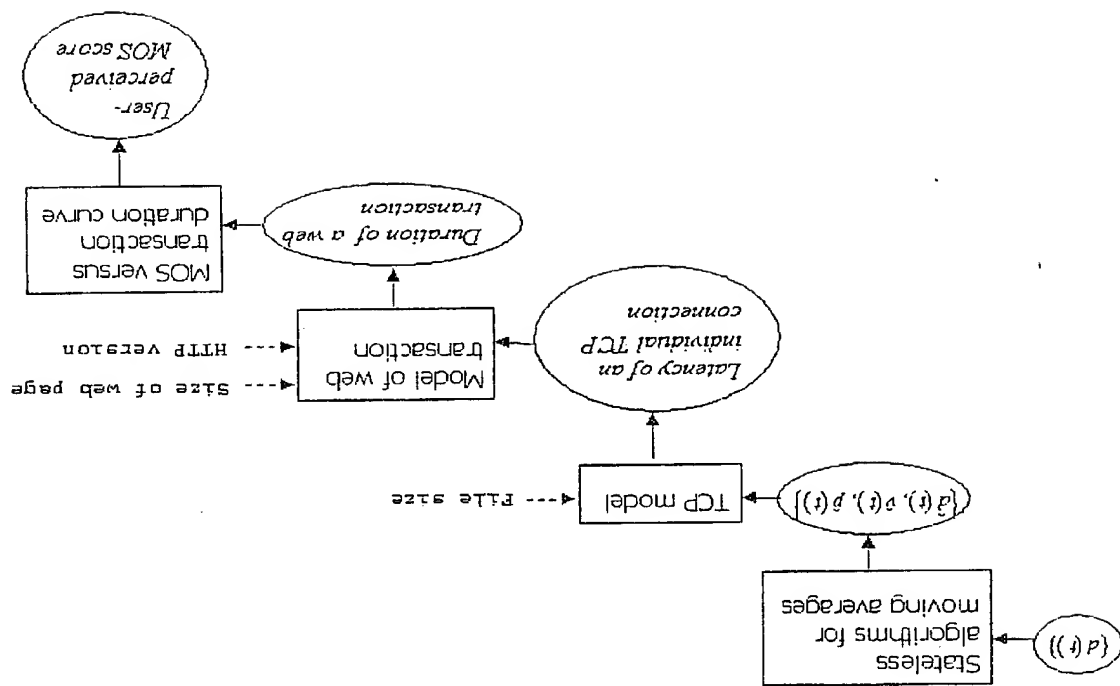 {d(t)}
Stateless
algorithms for
moving averages
{d̂(t), v̂(t), p̂(t)}
TCP model
File size
Latency of an
individual TCP
connection
Model of web
transaction
Size of web page
HTTP version
Duration of a web
transaction
MOS versus
transaction
duration curve
User-
perceived
MOS score